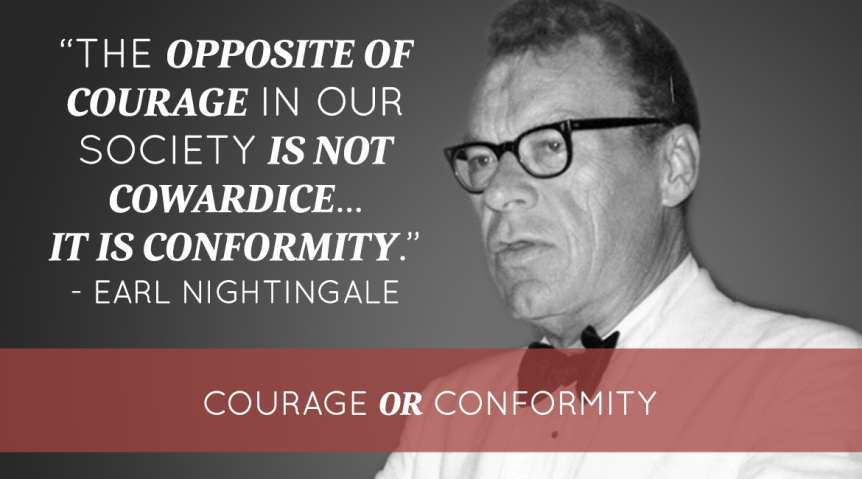 “THE OPPOSITE OF
COURAGE IN OUR
SOCIETY IS NOT
COWARDICE...
IT IS CONFORMITY.”
- EARL NIGHTINGALE
COURAGE OR CONFORMITY